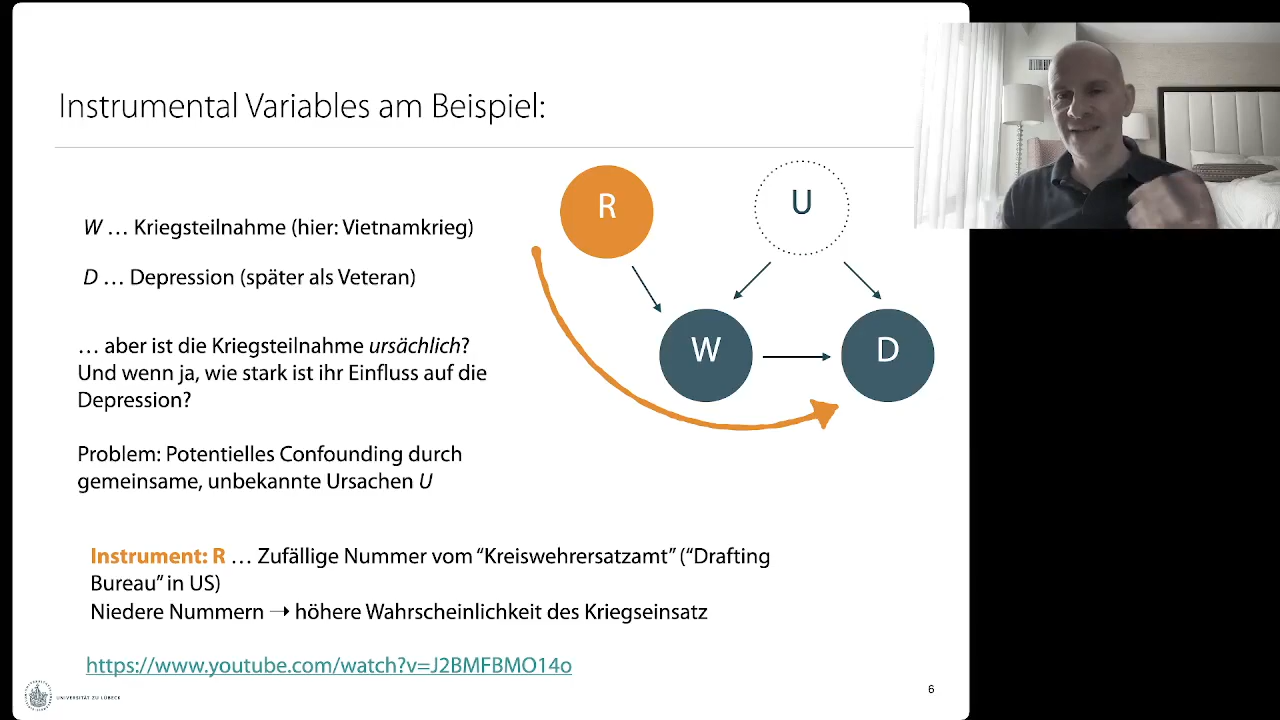 Instrumental Variables am Beispiel:
R
U
W … Kriegsteilnahme (hier: Vietnamkrieg)
D … Depression (später als Veteran)
W
D
… aber ist die Kriegsteilnahme ursächlich?
Und wenn ja, wie stark ist ihr Einfluss auf die
Depression?
Problem: Potentielles Confounding durch
gemeinsame, unbekannte Ursachen U
Instrument: R … Zufällige Nummer vom “Kreiswehrersatzamt” (“Drafting
Bureau” in US)
Niedere Nummern → höhere Wahrscheinlichkeit des Kriegseinsatz
https://www.youtube.com/watch?v=J2BMFBMO14o
UNIVERSITÄT ZU LÜBECK
6